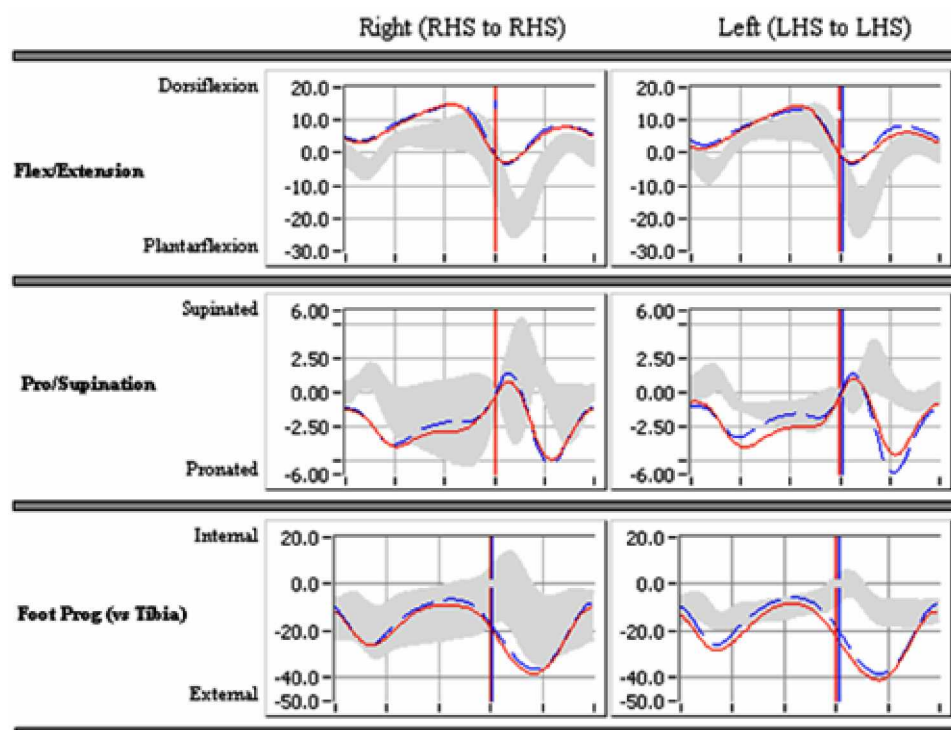 Right (RHS to RHS)
Left (LHS to LHS)
Dorsiflexion
Flex/Extension
Plantarflexion
20.0
10.0
0.0
-10.0
-20.0
-30.0
20.0
10.0
0.0
-10.0
-20.0
-30.0
Supinated
Pro/Supination
Pronated
6.00
2.50
0.00
-2.50
-6.00
6.00
2.50
0.00
-2.50
-6.00
Internal
Foot Prog (vs Tibia)
External
20.0
0.0
-20.0
-40.0
-50.0
20.0
0.0
-20.0
-40.0
-50.0